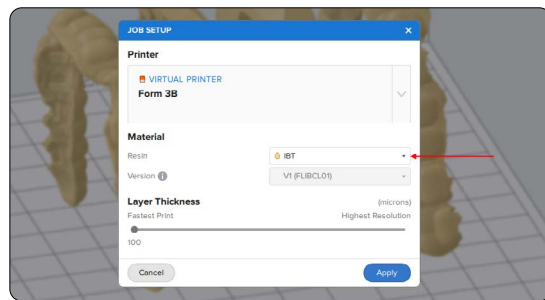 JOB SETUP X
Printer
VIRTUAL PRINTER
Form 3B
Material
Resin IBT
Version V1 (FLIBCL01)
Layer Thickness (microns)
Fastest Print Highest Resolution
100
Cancel Apply